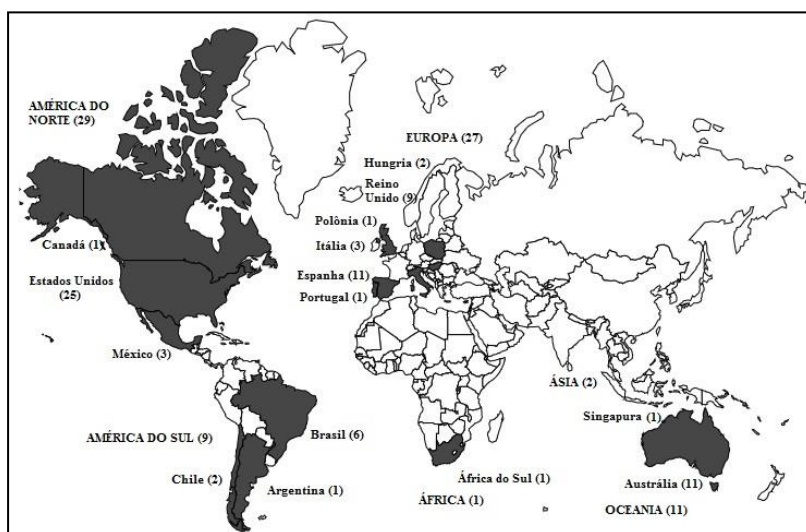 AMÉRICA DO
NORTE (29)
EUROPA (27)
Hungria (2)
Reino
Unido (9)
Polônia (1)
Canadá (1)
Itália (3)
Estados Unidos
(25)
Espanha (11)
Portugal (1)
México (3)
ÁSIA (2)
Singapura (1)
AMÉRICA DO SUL (9)
Brasil (6)
Chile (2)
Argentina (1)
África do Sul (1)
ÁFRICA (1)
Austrália (11)
OCEANIA (11)